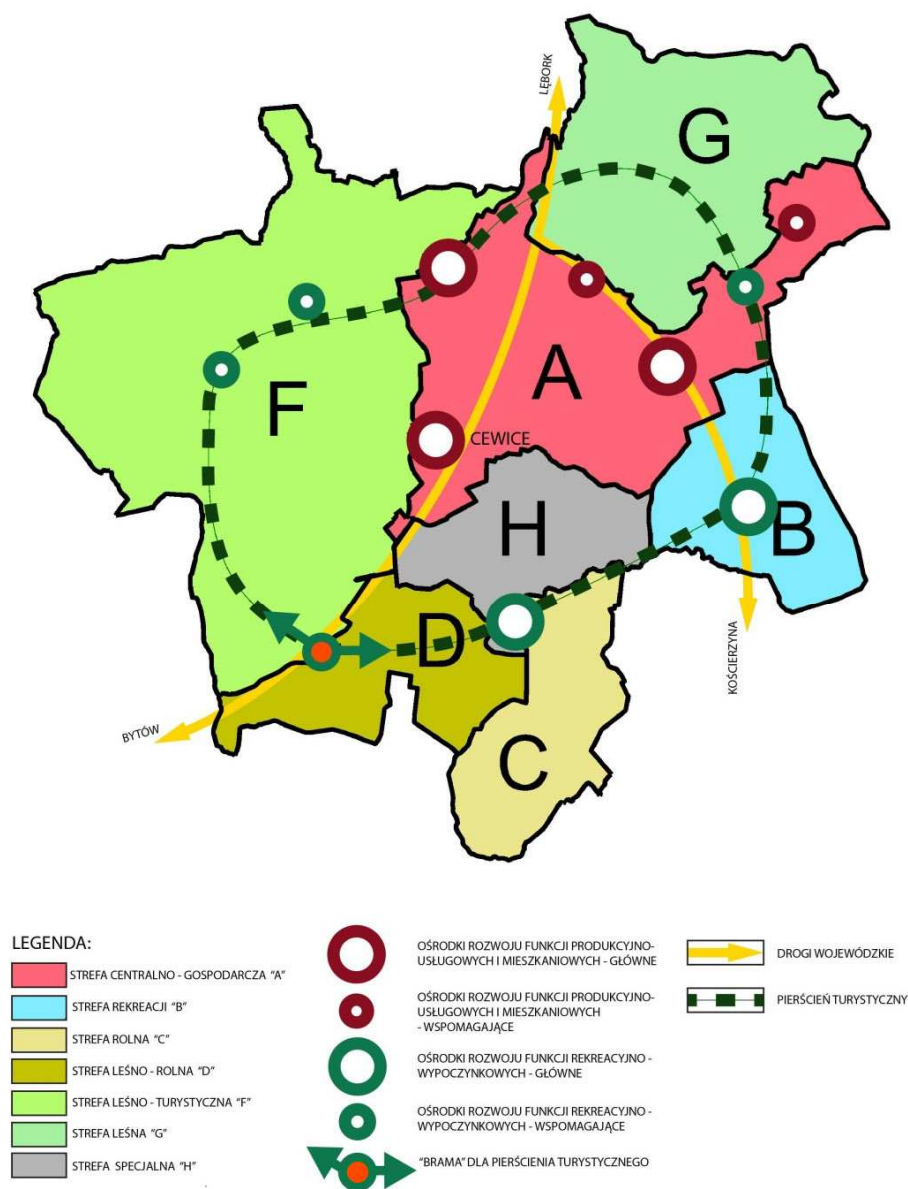 LĘBORK
G
A
F
CEWICE
H
B
D
KOŚCIERZYNA
BYTÓW
C
LEGENDA:
STREFA CENTRALNO - GOSPODARCZA "A"
STREFA REKREACJI "B"
STREFA ROLNA "C"
STREFA LEŚNO - ROLNA "D"
STREFA LEŚNO - TURYSTYCZNA "F"
STREFA LEŚNA "G"
STREFA SPECJALNA "H"
OŚRODKI ROZWOJU FUNKCJI PRODUKCYJNO-
USŁUGOWYCH I MIESZKANIOWYCH - GŁÓWNE
OŚRODKI ROZWOJU FUNKCJI PRODUKCYJNO-
USŁUGOWYCH I MIESZKANIOWYCH
- WSPOMAGAJĄCE
OŚRODKI ROZWOJU FUNKCJI REKREACYJNO -
WYPOCZYNKOWYCH - GŁÓWNE
OŚRODKI ROZWOJU FUNKCJI REKREACYJNO -
WYPOCZYNKOWYCH - WSPOMAGAJĄCE
"BRAMA" DLA PIERŚCIENIA TURYSTYCZNEGO
DROGI WOJEWÓDZKIE
PIERŚCIEŃ TURYSTYCZNY